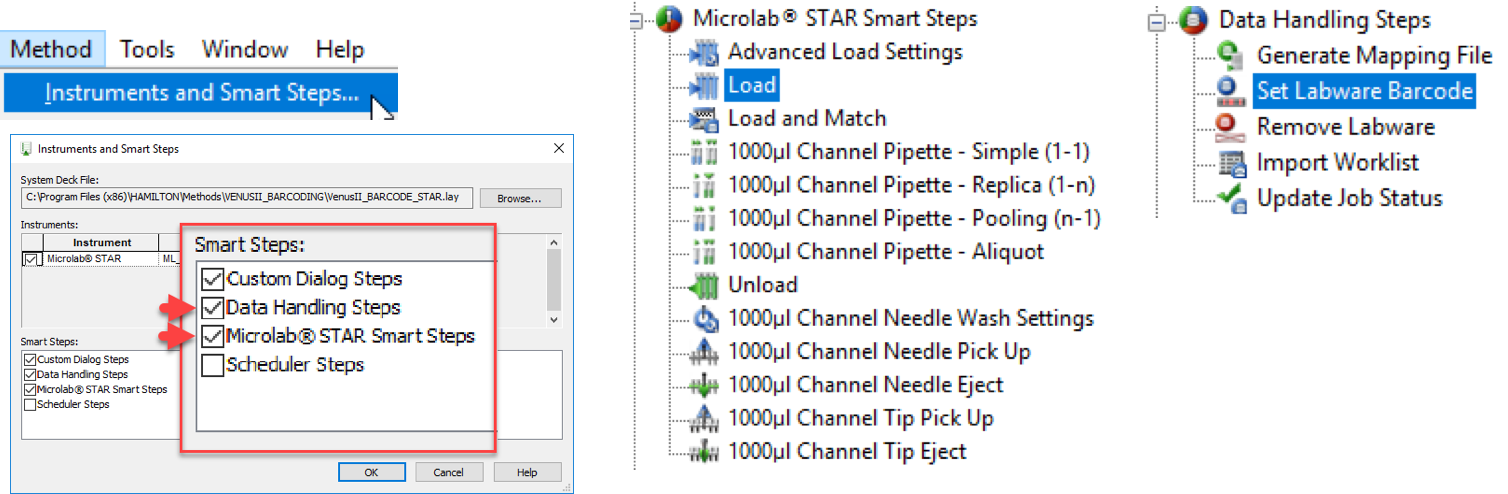 Method Tools Window Help
Instruments and Smart Steps...
Instruments and Smart Steps
System Deck File:
C:\Program Files (x86)\HAMILTON\Methods\VENUSII_BARCODING\VenusII_BARCODE_STAR.lay Browse...
Instruments:
Instrument
Microlab® STAR ML_
Smart Steps:
Custom Dialog Steps
Data Handling Steps
Microlab® STAR Smart Steps
Scheduler Steps
Smart Steps:
Custom Dialog Steps
Data Handling Steps
Microlab® STAR Smart Steps
Scheduler Steps
OK Cancel Help
Microlab® STAR Smart Steps
Advanced Load Settings
Load
Load and Match
1000µl Channel Pipette - Simple (1-1)
1000µl Channel Pipette - Replica (1-n)
1000µl Channel Pipette - Pooling (n-1)
1000µl Channel Pipette - Aliquot
Unload
1000µl Channel Needle Wash Settings
1000µl Channel Needle Pick Up
1000µl Channel Needle Eject
1000µl Channel Tip Pick Up
1000µl Channel Tip Eject
Data Handling Steps
Generate Mapping File
Set Labware Barcode
Remove Labware
Import Worklist
Update Job Status